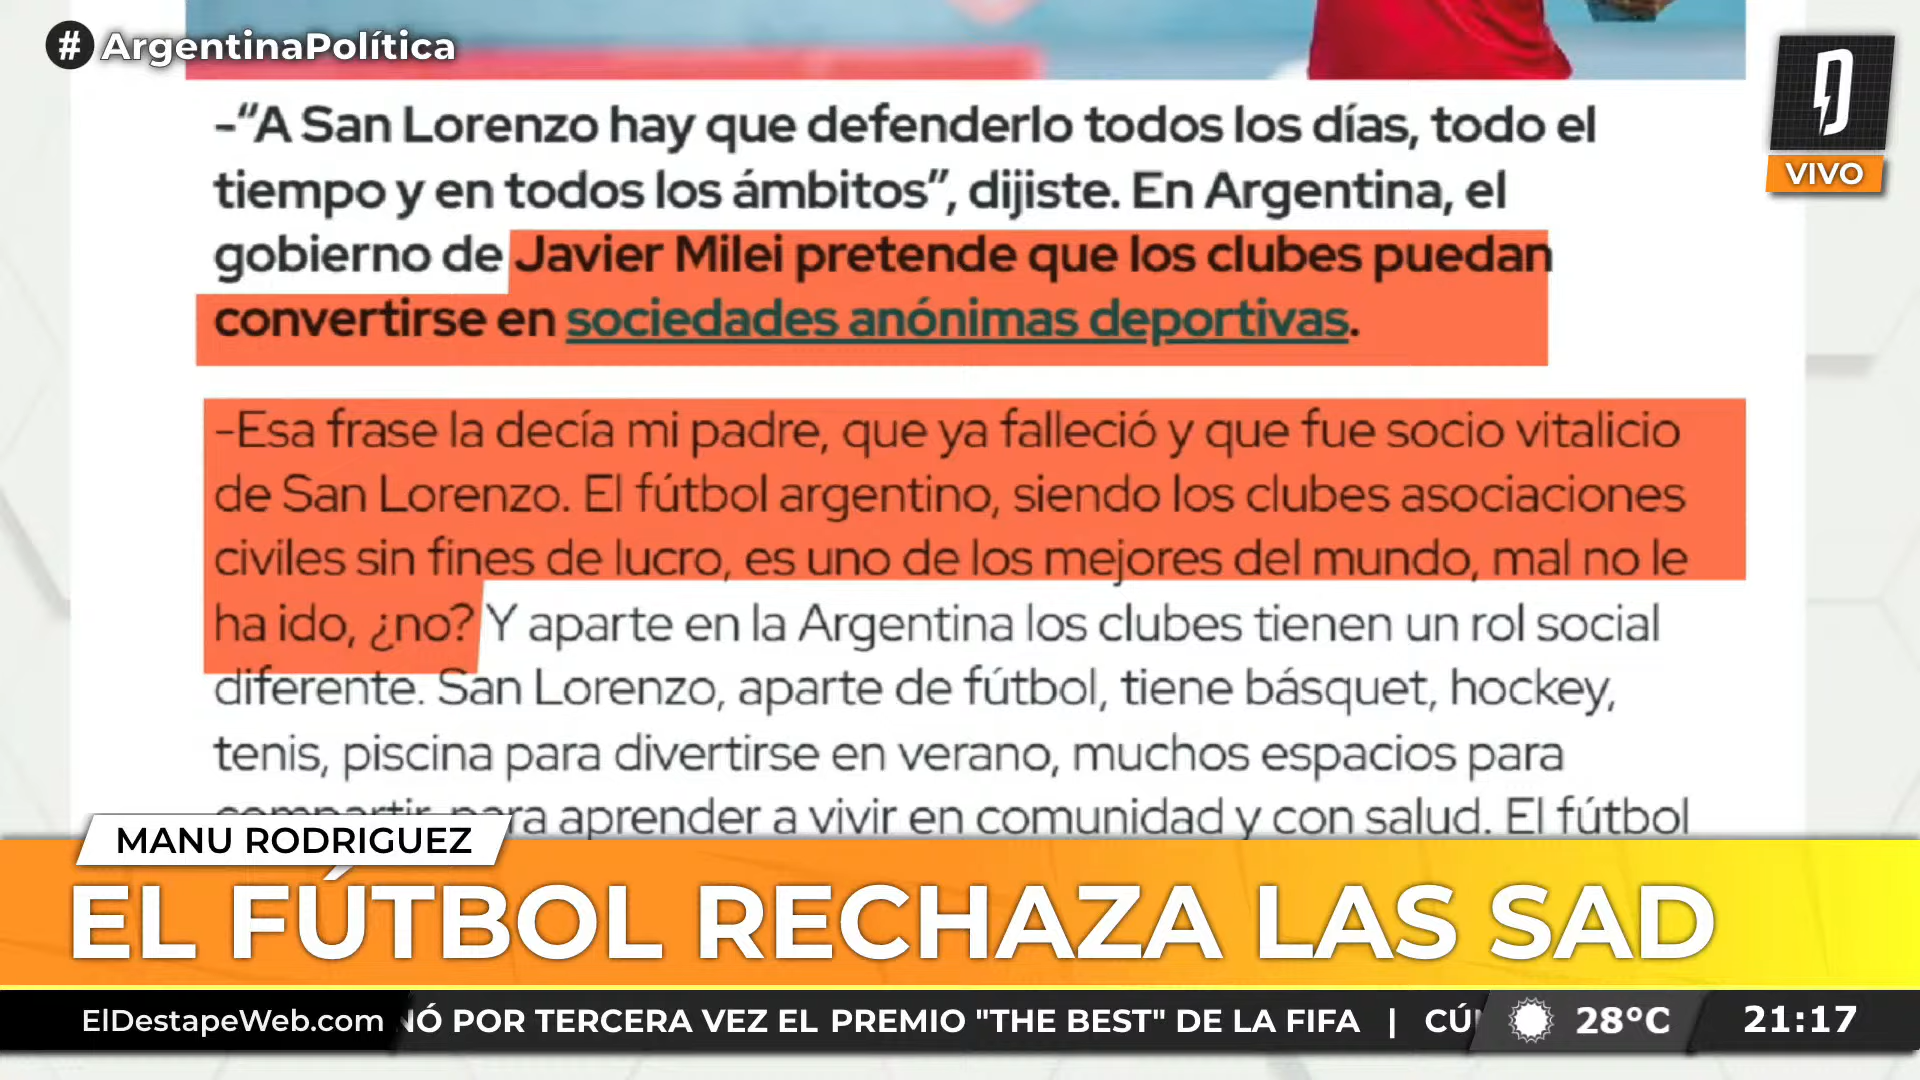 # ArgentinaPolítica
VIVO
-“A San Lorenzo hay que defenderlo todos los días, todo el
tiempo y en todos los ámbitos”, dijiste. En Argentina, el
gobierno de Javier Milei pretende que los clubes puedan
convertirse en sociedades anónimas deportivas.
-Esa frase la decía mi padre, que ya falleció y que fue socio vitalicio
de San Lorenzo. El fútbol argentino, siendo los clubes asociaciones
civiles sin fines de lucro, es uno de los mejores del mundo, mal no le
ha ido, ¿no? Y aparte en la Argentina los clubes tienen un rol social
diferente. San Lorenzo, aparte de fútbol, tiene básquet, hockey,
tenis, piscina para divertirse en verano, muchos espacios para
compartir, para aprender a vivir en comunidad y con salud. El fútbol
MANU RODRIGUEZ
EL FÚTBOL RECHAZA LAS SAD
ElDestapeWeb.com NÓ POR TERCERA VEZ EL PREMIO "THE BEST" DE LA FIFA | CÚ 28°C 21:17